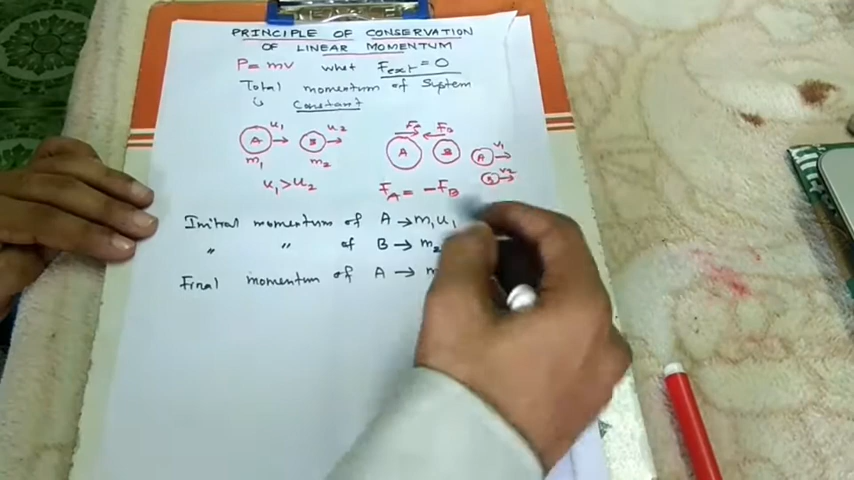 PRINCIPLE OF CONSERVATION
OF LINEAR MOMENTUM
P = mv when Fext = 0
Total momentum of System
is Constant
A u₁ B u₂
m₁ m₂
u₁ > u₂
FA FB
A B A v₁
B v₂
FA = -FB
Initial momentum of A → m₁u₁
" " of B → m₂
Final momentum of A → m